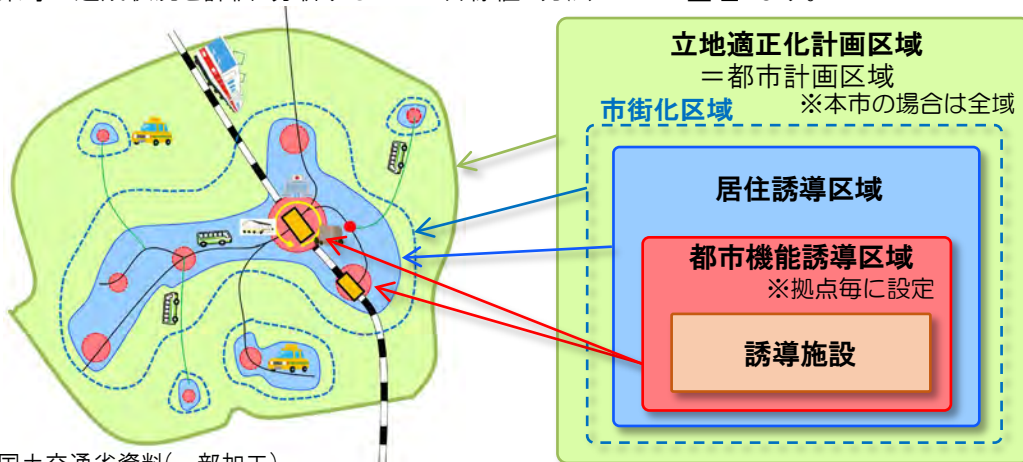 立地適正化計画区域
＝都市計画区域
※本市の場合は全域
市街化区域
居住誘導区域
都市機能誘導区域
※拠点毎に設定
誘導施設
国土交通省資料(一部加工)